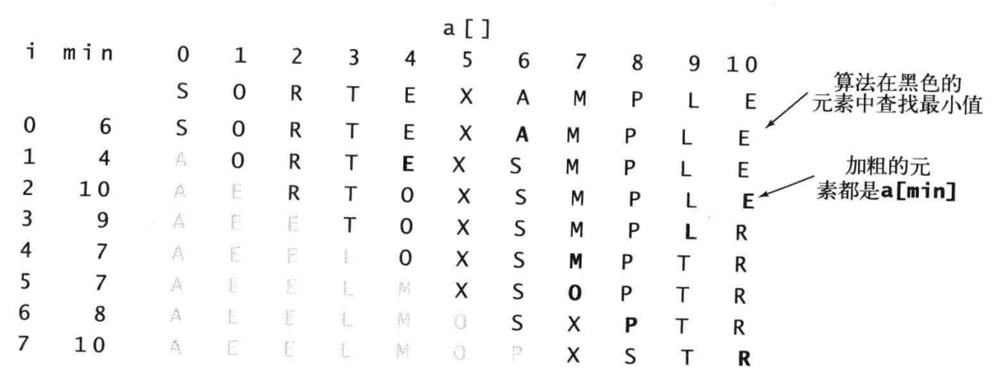 a[]
i min 0 1 2 3 4 5 6 7 8 9 10
S O R T E X A M P L E
0 6 S O R T E X A M P L E
1 4 A O R T E X S M P L E
2 10 A E R T O X S M P L E
3 9 A E E T O X S M P L R
4 7 A E E L O X S M P T R
5 7 A E E L M X S O P T R
6 8 A E E L M O S X P T R
7 10 A E E L M O P X S T R
算法在黑色的
元素中查找最小值
加粗的元
素都是a[min]